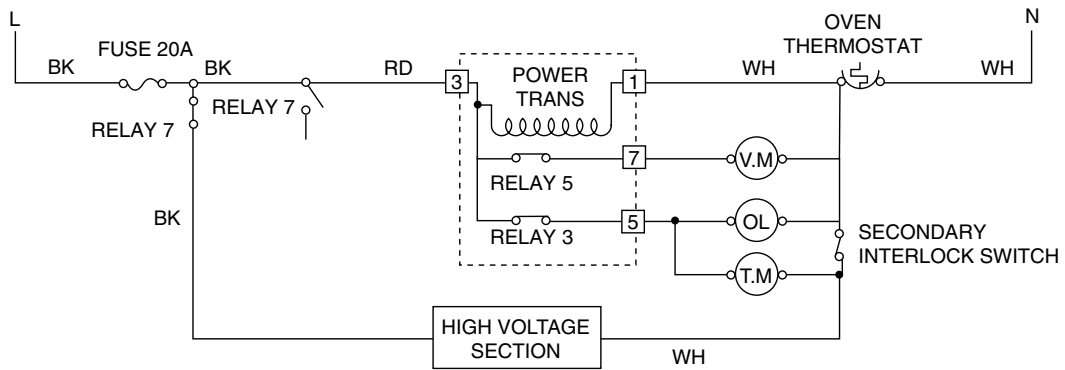 L
N
FUSE 20A
OVEN
THERMOSTAT
BK
BK
RD
3
POWER
TRANS
1
WH
WH
RELAY 7
RELAY 7
RELAY 5
7
V.M
BK
RELAY 3
5
OL
SECONDARY
INTERLOCK SWITCH
T.M
HIGH VOLTAGE
SECTION
WH